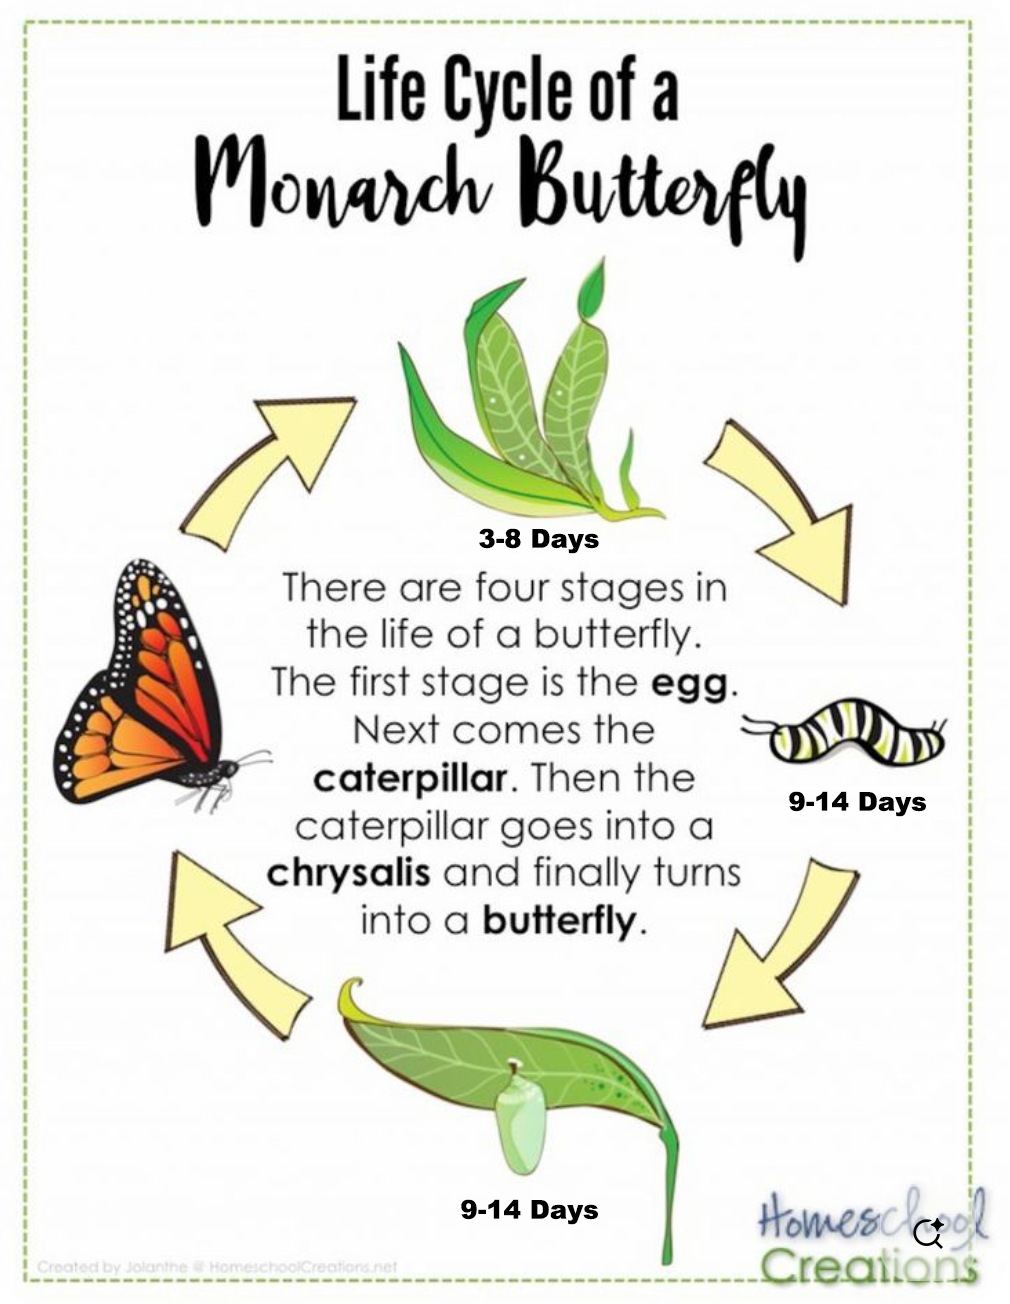 Life Cycle of a
Monarch Butterfly
3-8 Days
There are four stages in
the life of a butterfly.
The first stage is the egg.
Next comes the
caterpillar. Then the
caterpillar goes into a
chrysalis and finally turns
into a butterfly.
9-14 Days
9-14 Days
Homeschool
Creations
Created by Jolanthe @ HomeschoolCreations.net